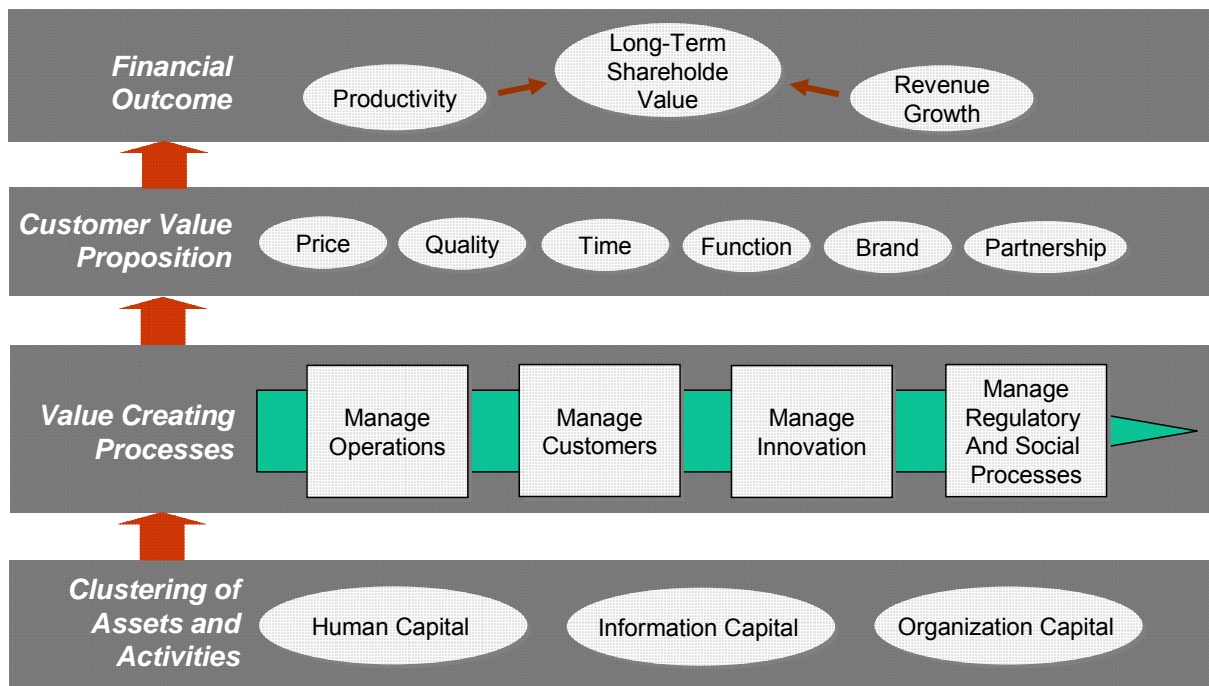 Financial
Outcome
Productivity
Long-Term
Shareholde
Value
Revenue
Growth
Customer Value
Proposition
Price
Quality
Time
Function
Brand
Partnership
Value Creating
Processes
Manage
Operations
Manage
Customers
Manage
Innovation
Manage
Regulatory
And Social
Processes
Clustering of
Assets and
Activities
Human Capital
Information Capital
Organization Capital